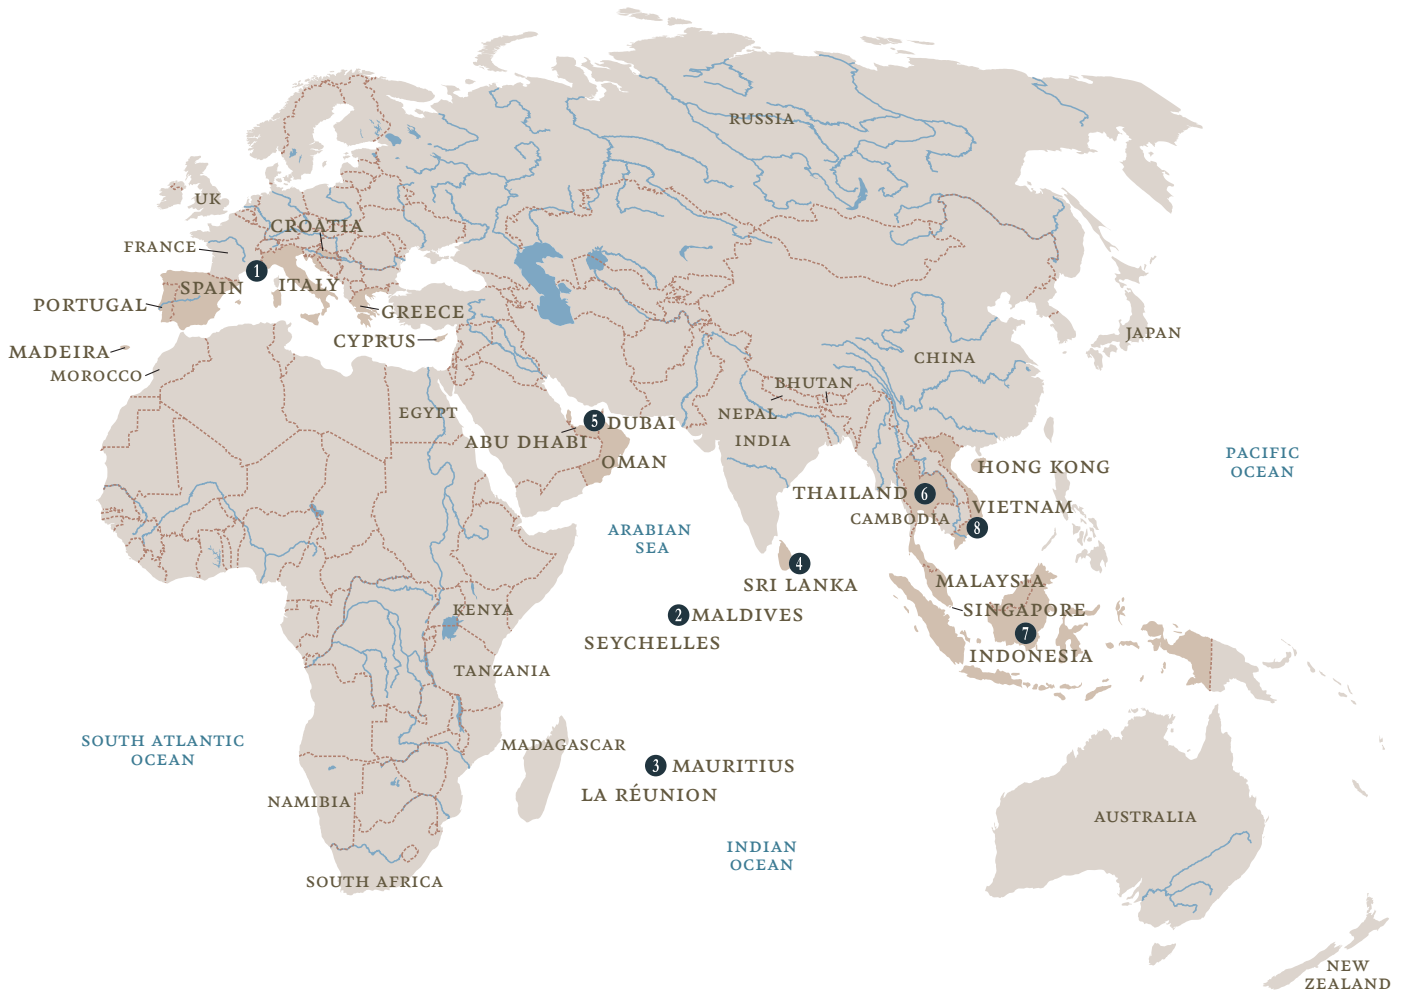 RUSSIA
UK
CROATIA
FRANCE
1
SPAIN
ITALY
PORTUGAL
GREECE
CYPRUS
MADEIRA
MOROCCO
JAPAN
CHINA
BHUTAN
NEPAL
INDIA
EGYPT
5
DUBAI
ABU DHABI
OMAN
PACIFIC
OCEAN
HONG KONG
THAILAND
6
VIETNAM
CAMBODIA
8
ARABIAN
SEA
4
SRI LANKA
MALAYSIA
SINGAPORE
KENYA
2
MALDIVES
SEYCHELLES
7
INDONESIA
TANZANIA
SOUTH ATLANTIC
OCEAN
MADAGASCAR
3
MAURITIUS
LA RÉUNION
NAMIBIA
AUSTRALIA
INDIAN
OCEAN
SOUTH AFRICA
NEW
ZEALAND